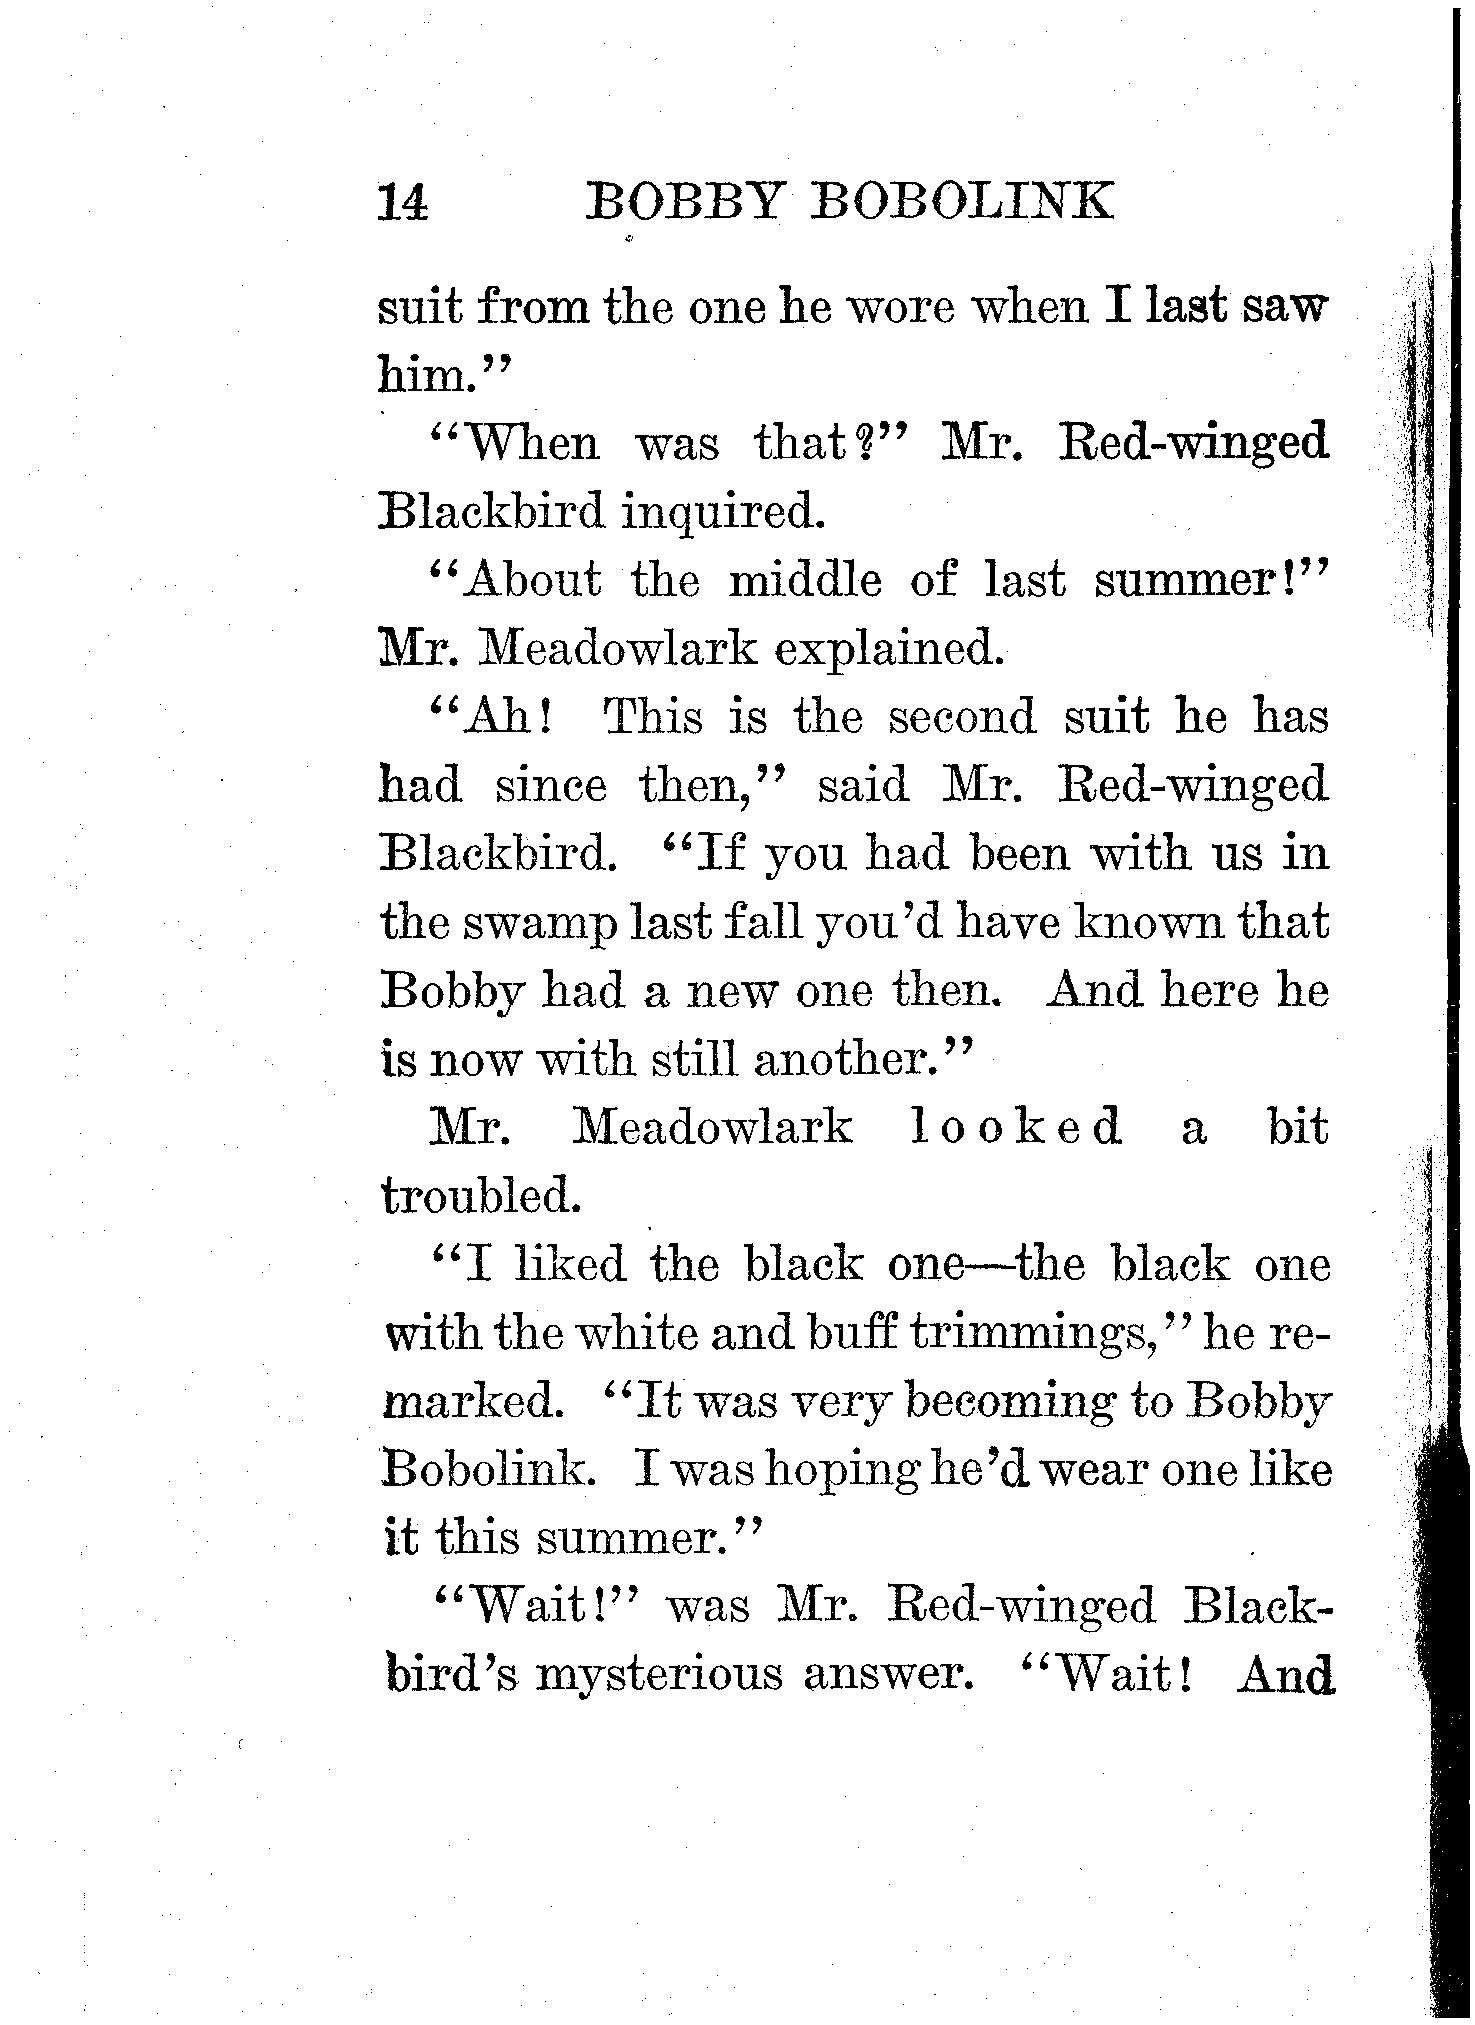 14 BOBBY BOBOLINK
suit from the one he wore when I last saw
him."
"When was that?" Mr. Red-winged
Blackbird inquired.
"About the middle of last summer!"
Mr. Meadowlark explained.
"Ah! This is the second suit he has
had since then," said Mr. Red-winged
Blackbird. "If you had been with us in
the swamp last fall you'd have known that
Bobby had a new one then. And here he
is now with still another."
Mr. Meadowlark looked a bit
troubled.
"I liked the black one—the black one
with the white and buff trimmings," he re-
marked. "It was very becoming to Bobby
Bobolink. I was hoping he'd wear one like
it this summer."
"Wait!" was Mr. Red-winged Black-
bird's mysterious answer. "Wait! And